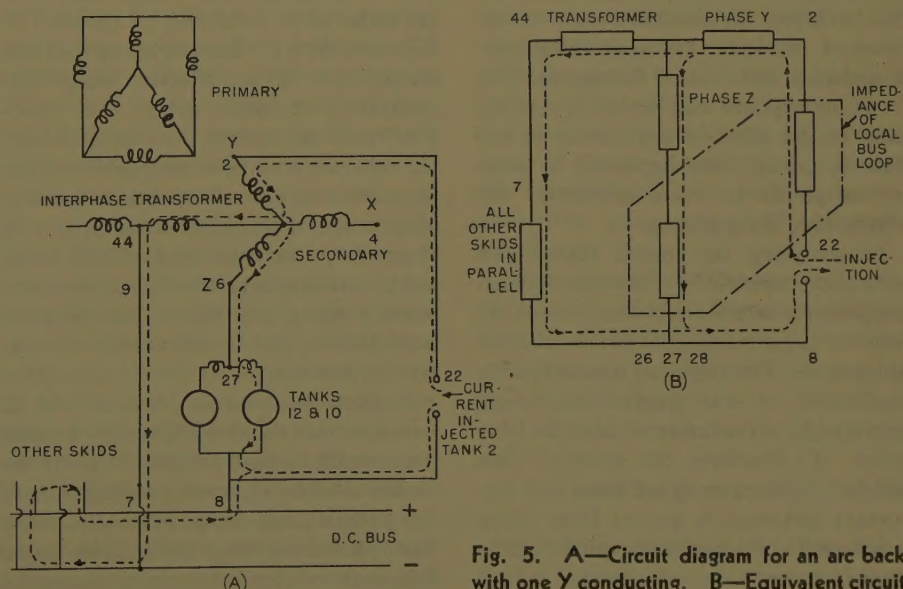 PRIMARY
Y
2
INTERPHASE TRANSFORMER
44
X
4
SECONDARY
9
Z 6
27
TANKS
12 & 10
22
CUR-
RENT
IN-
JECTED
TANK 2
OTHER SKIDS
7
8
+
D.C. BUS
-
(A)
44 TRANSFORMER
PHASE Y
2
PHASE Z
IMPED-
ANCE
OF LOCAL
BUS
LOOP
7
ALL
OTHER
SKIDS
IN
PARAL-
LEL
22
INJEC-
TION
26 27 28
8
(B)
Fig. 5. A—Circuit diagram for an arc back
with one Y conducting. B—Equivalent circuit